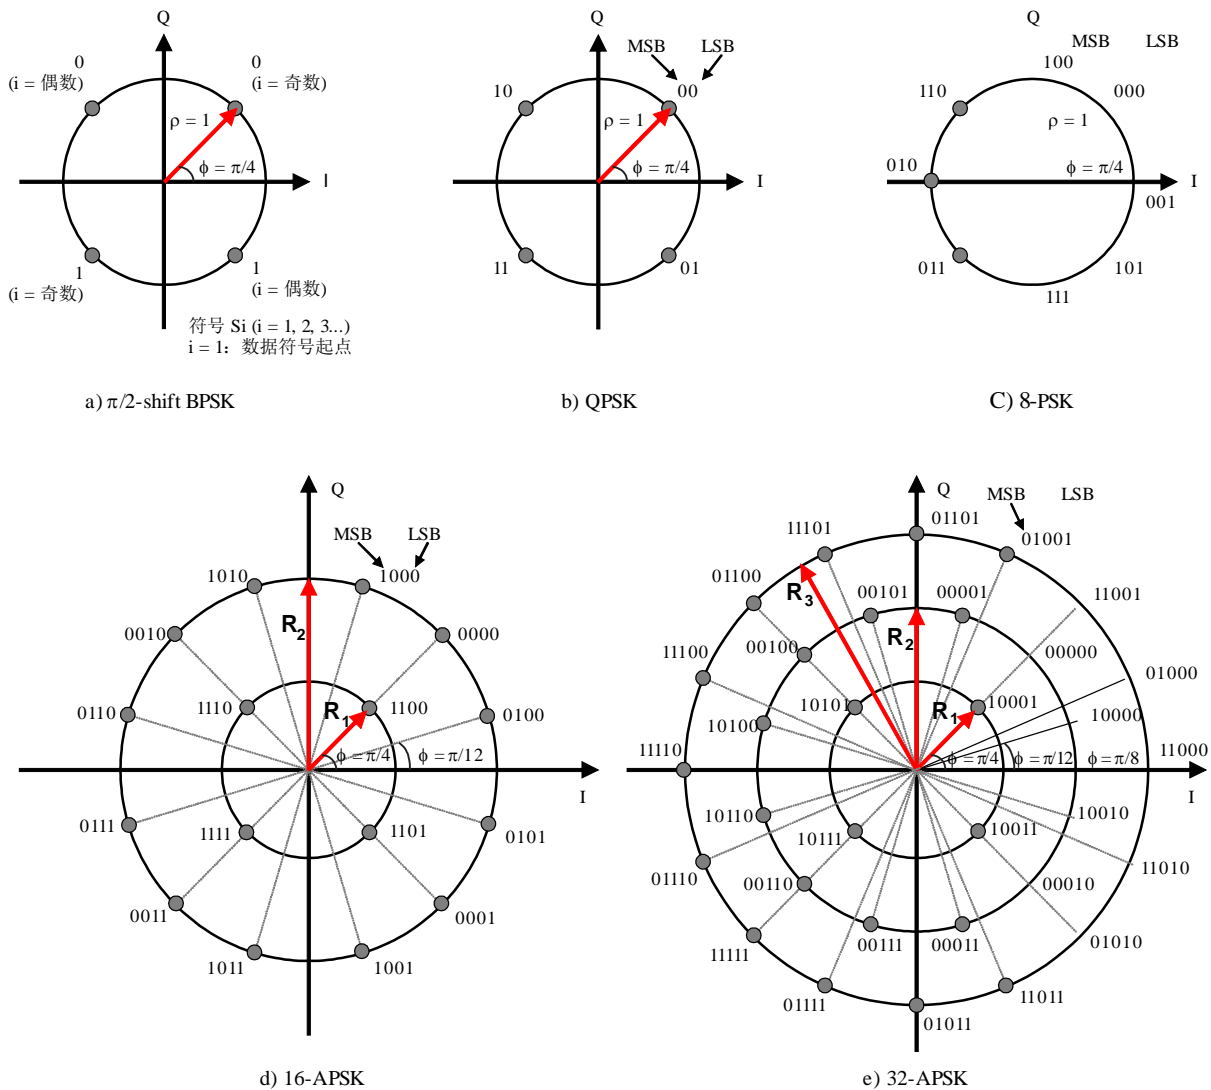 Q
0
(i = 偶数)
0
(i = 奇数)
ρ = 1
ϕ = π/4
I
1
(i = 奇数)
1
(i = 偶数)
符号 Si (i = 1, 2, 3...)
i = 1：数据符号起点
a) π/2-shift BPSK
Q
MSB
LSB
10
00
ρ = 1
ϕ = π/4
I
11
01
b) QPSK
Q
MSB
LSB
100
110
000
ρ = 1
010
ϕ = π/4
I
001
011
101
111
C) 8-PSK
Q
MSB
LSB
1010
1000
0010
0000
R2
1110
R1
1100
0110
0100
ϕ = π/4
ϕ = π/12
I
0111
1111
1101
0101
0011
0001
1011
1001
d) 16-APSK
Q
MSB
LSB
11101
01101
01001
01100
R3
00101
00001
11001
00100
R2
00000
11100
01000
10101
R1
10001
10100
10000
11110
ϕ = π/4
ϕ = π/12
ϕ = π/8
11000
I
10110
10111
10011
10010
01110
11010
00110
00010
11111
00111
00011
01010
01111
11011
01011
e) 32-APSK